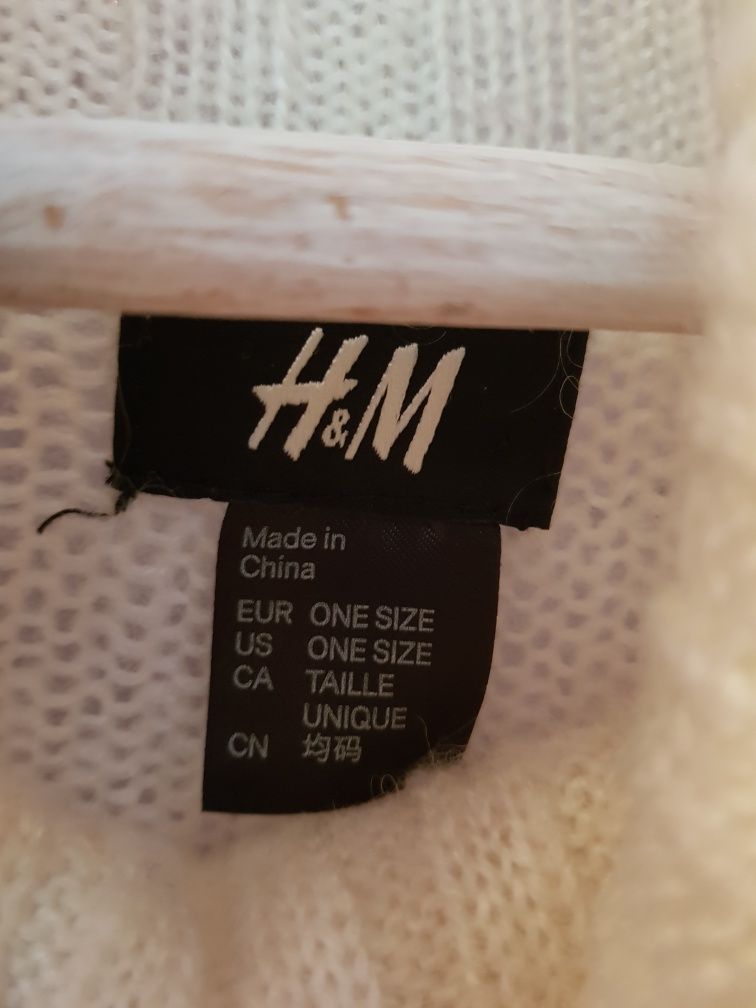 H&M
Made in
China
EUR ONE SIZE
US ONE SIZE
CA TAILLE
UNIQUE
CN 均码